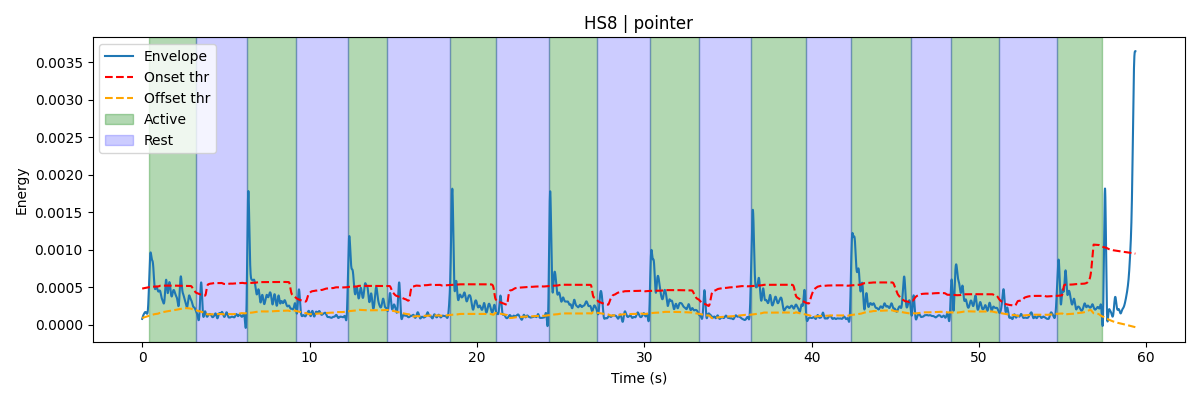 HS8 | pointer
Energy
0.0035
0.0030
0.0025
0.0020
0.0015
0.0010
0.0005
0.0000
Envelope
Onset thr
Offset thr
Active
Rest
0 10 20 30 40 50 60
Time (s)